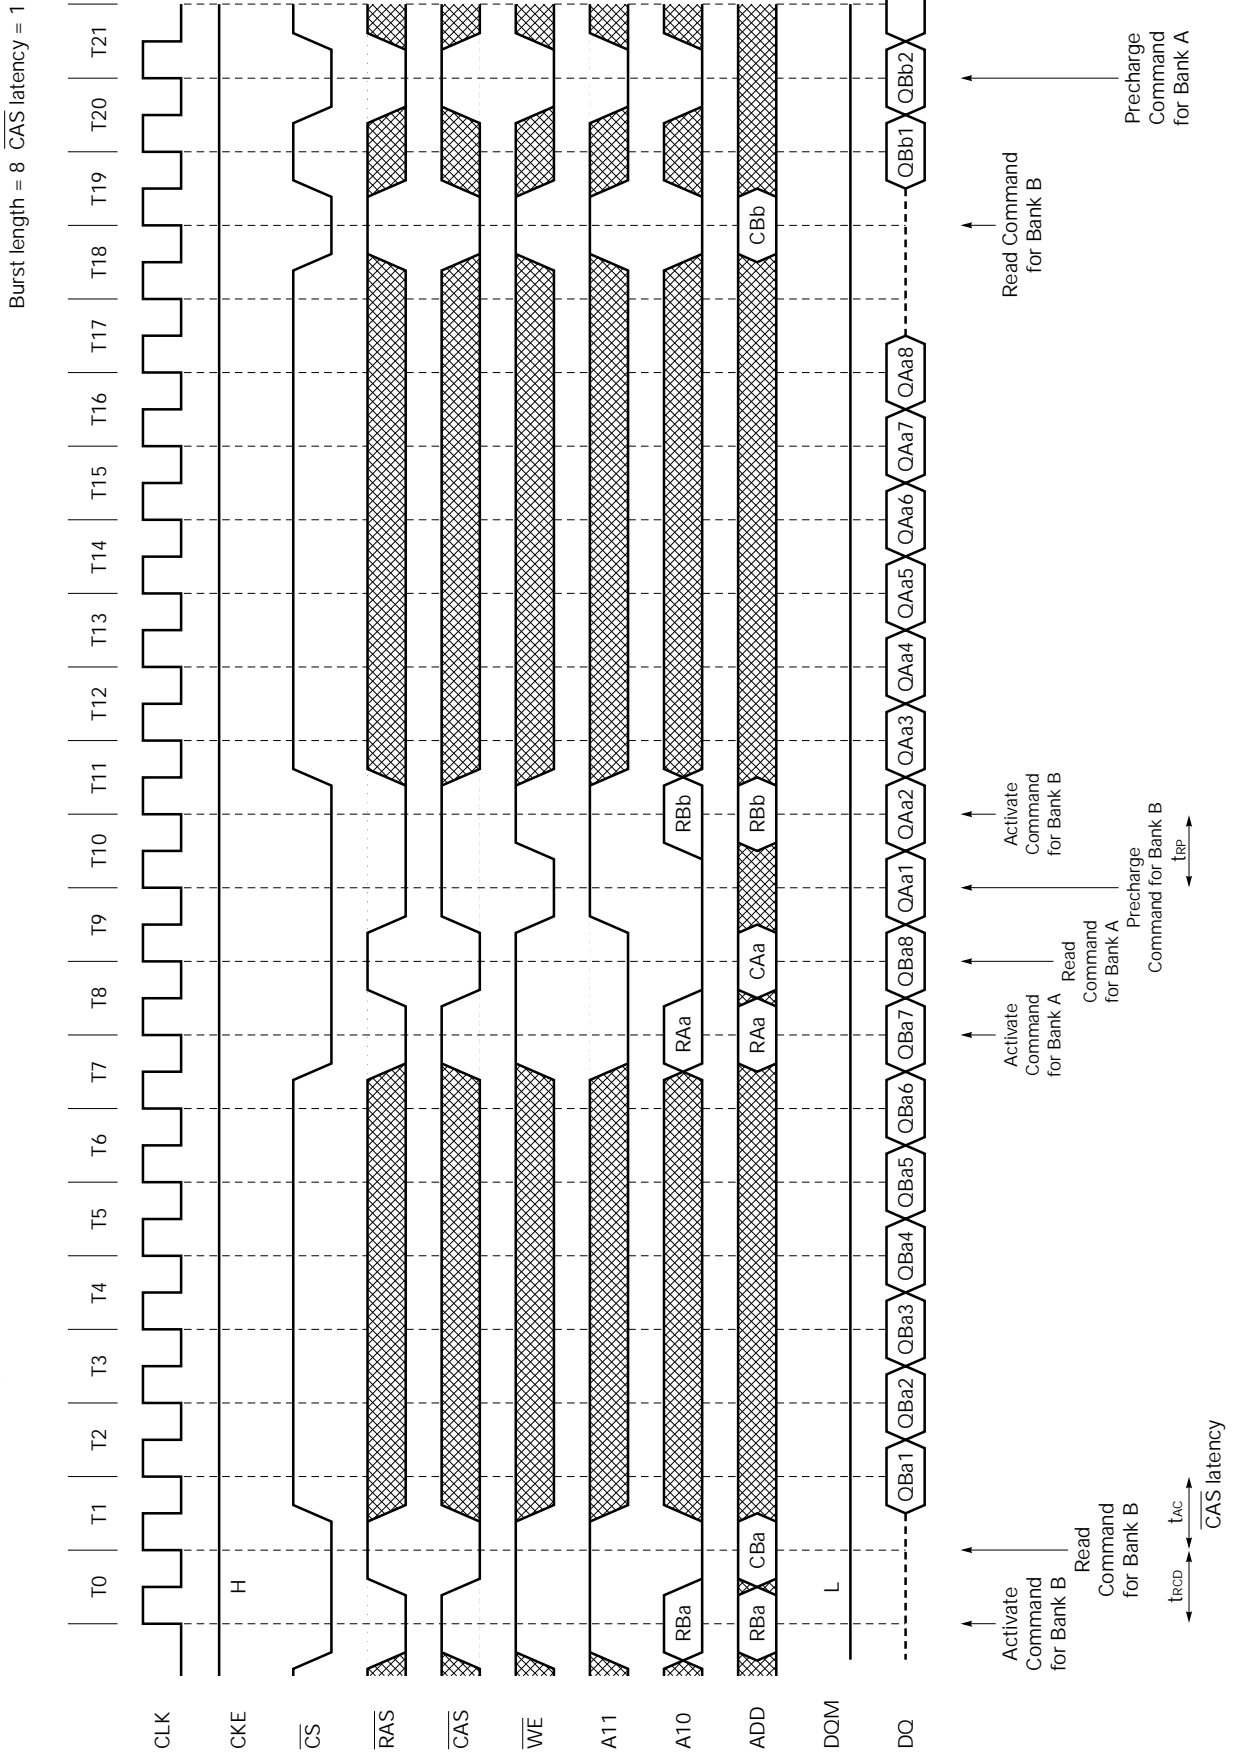 Burst length = 8 CAS latency = 1
T0 T1 T2 T3 T4 T5 T6 T7 T8 T9 T10 T11 T12 T13 T14 T15 T16 T17 T18 T19 T20 T21
CLK
CKE
H
CS
RAS
CAS
WE
A11
A10
RBa RAa RBb
ADD
RBa CBa RAa CAa RBb CBb
DQM
L
DQ
QBa1 QBa2 QBa3 QBa4 QBa5 QBa6 QBa7 QBa8 QAa1 QAa2 QAa3 QAa4 QAa5 QAa6 QAa7 QAa8 QBb1 QBb2
Activate
Command
for Bank B
Read
Command
for Bank B
Activate
Command
for Bank A
Read
Command
for Bank A
Precharge
Command for Bank B
Activate
Command
for Bank B
Read Command
for Bank B
Precharge
Command
for Bank A
tRCD
tAC
CAS latency
tRP